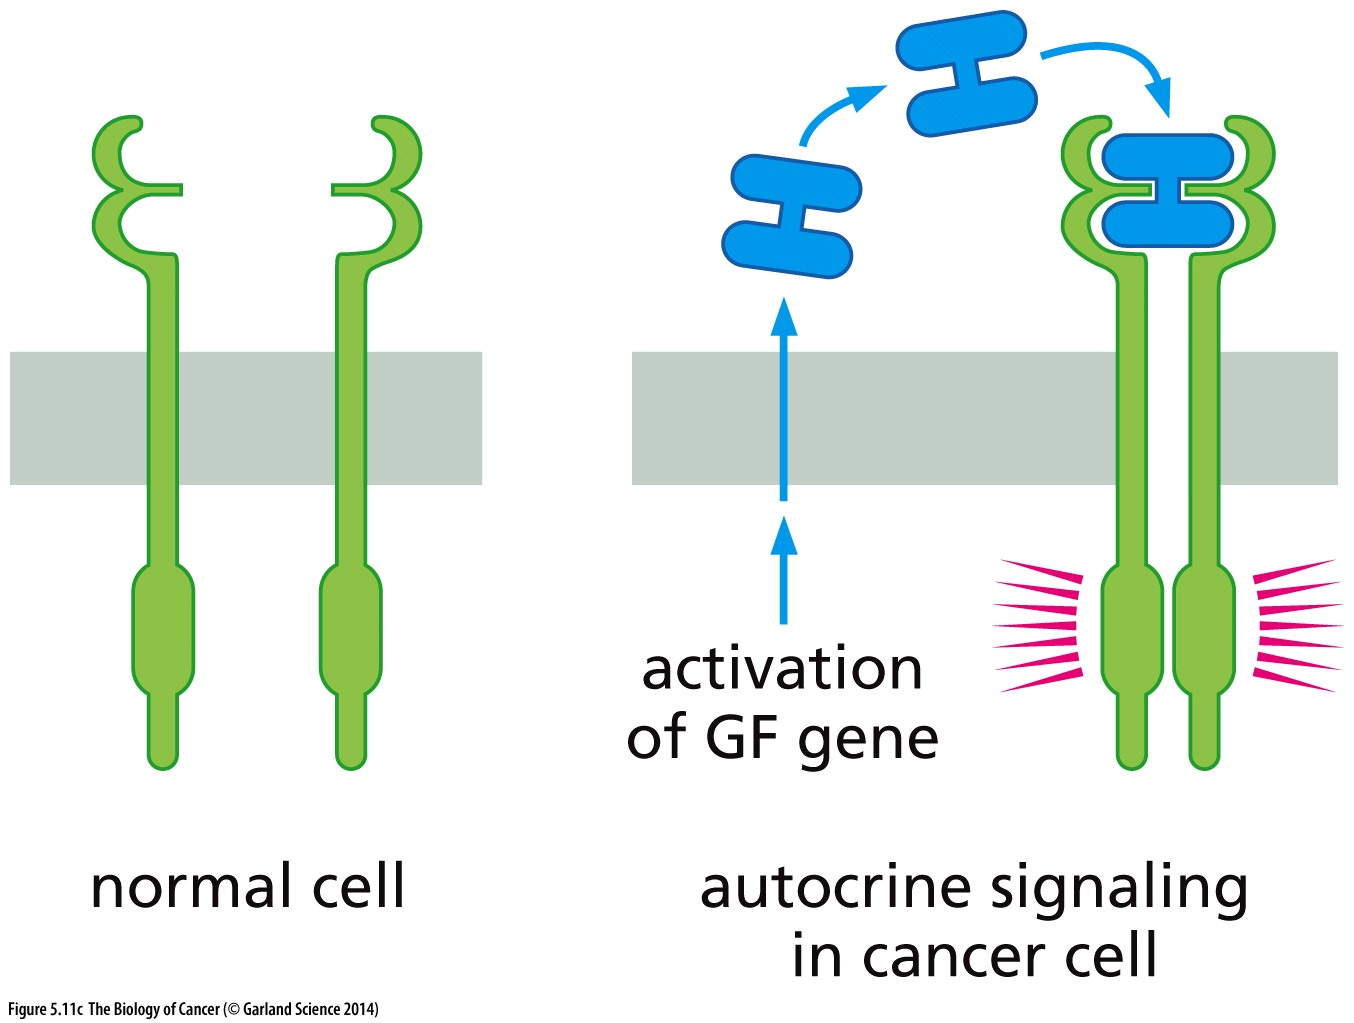 activation
of GF gene
normal cell
autocrine signaling
in cancer cell
Figure 5.11c The Biology of Cancer (© Garland Science 2014)